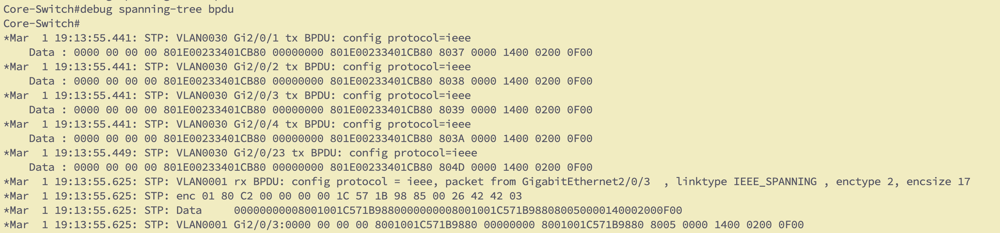 Core-Switch#debug spanning-tree bpdu
Core-Switch#
*Mar  1 19:13:55.441: STP: VLAN0030 Gi2/0/1 tx BPDU: config protocol=ieee
    Data : 0000 00 00 00 801E00233401CB80 00000000 801E00233401CB80 8037 0000 1400 0200 0F00
*Mar  1 19:13:55.441: STP: VLAN0030 Gi2/0/2 tx BPDU: config protocol=ieee
    Data : 0000 00 00 00 801E00233401CB80 00000000 801E00233401CB80 8038 0000 1400 0200 0F00
*Mar  1 19:13:55.441: STP: VLAN0030 Gi2/0/3 tx BPDU: config protocol=ieee
    Data : 0000 00 00 00 801E00233401CB80 00000000 801E00233401CB80 8039 0000 1400 0200 0F00
*Mar  1 19:13:55.441: STP: VLAN0030 Gi2/0/4 tx BPDU: config protocol=ieee
    Data : 0000 00 00 00 801E00233401CB80 00000000 801E00233401CB80 803A 0000 1400 0200 0F00
*Mar  1 19:13:55.449: STP: VLAN0030 Gi2/0/23 tx BPDU: config protocol=ieee
    Data : 0000 00 00 00 801E00233401CB80 00000000 801E00233401CB80 804D 0000 1400 0200 0F00
*Mar  1 19:13:55.625: STP: VLAN0001 rx BPDU: config protocol = ieee, packet from GigabitEthernet2/0/3  , linktype IEEE_SPANNING , enctype 2, encsize 17
*Mar  1 19:13:55.625: STP: enc 01 80 C2 00 00 00 00 1C 57 1B 98 85 00 26 42 42 03
*Mar  1 19:13:55.625: STP: Data     00000000008001001C571B9880000000008001001C571B9880800500001400020000F00
*Mar  1 19:13:55.625: STP: VLAN0001 Gi2/0/3:0000 00 00 00 8001001C571B9880 00000000 8001001C571B9880 8005 0000 1400 0200 0F00